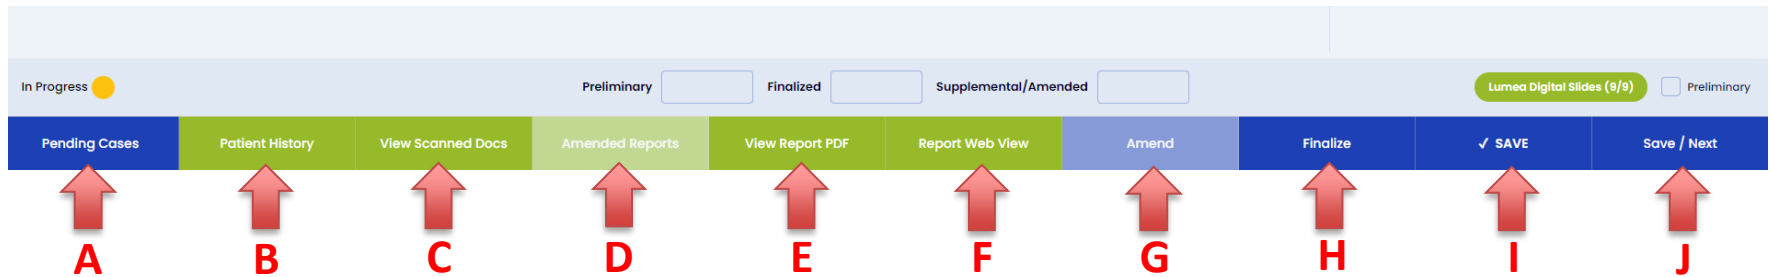 In Progress Preliminary Finalized Supplemental/Amended Lumea Digital Slides (9/9) Preliminary
Pending Cases Patient History View Scanned Docs Amended Reports View Report PDF Report Web View Amend Finalize ✓ SAVE Save / Next
A B C D E F G H I J